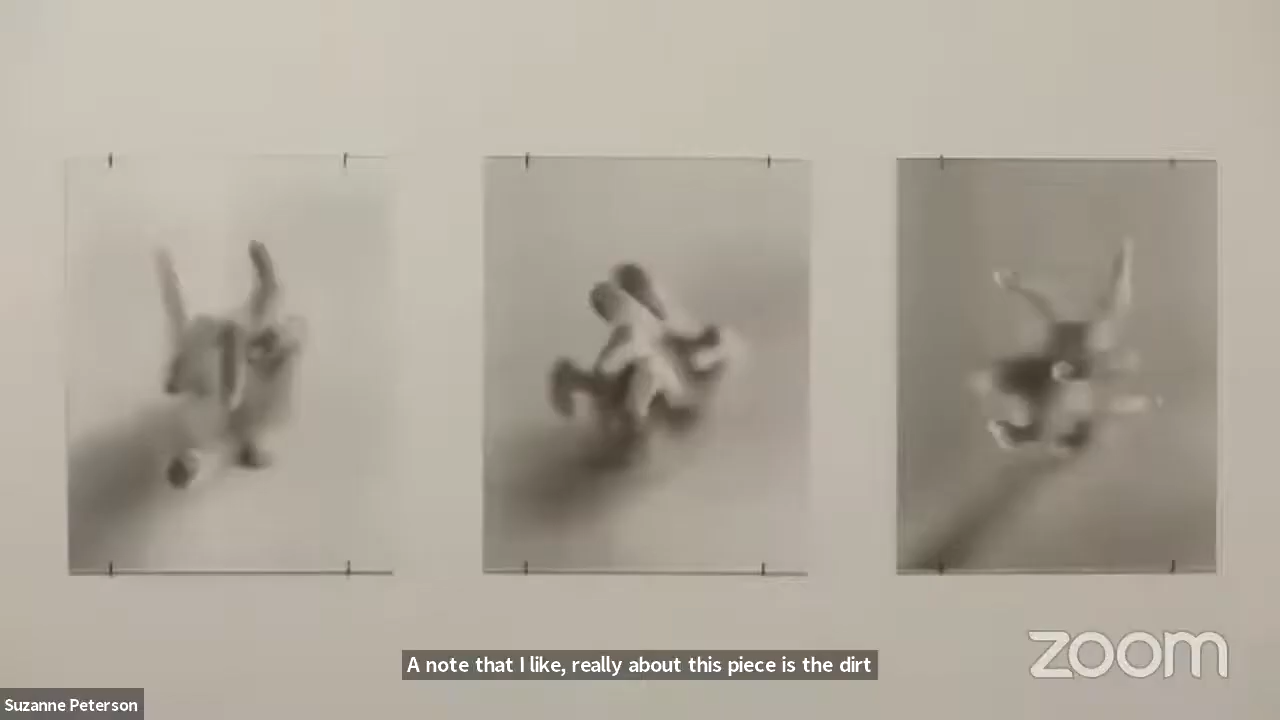 A note that I like, really about this piece is the dirt
zoom
Suzanne Peterson